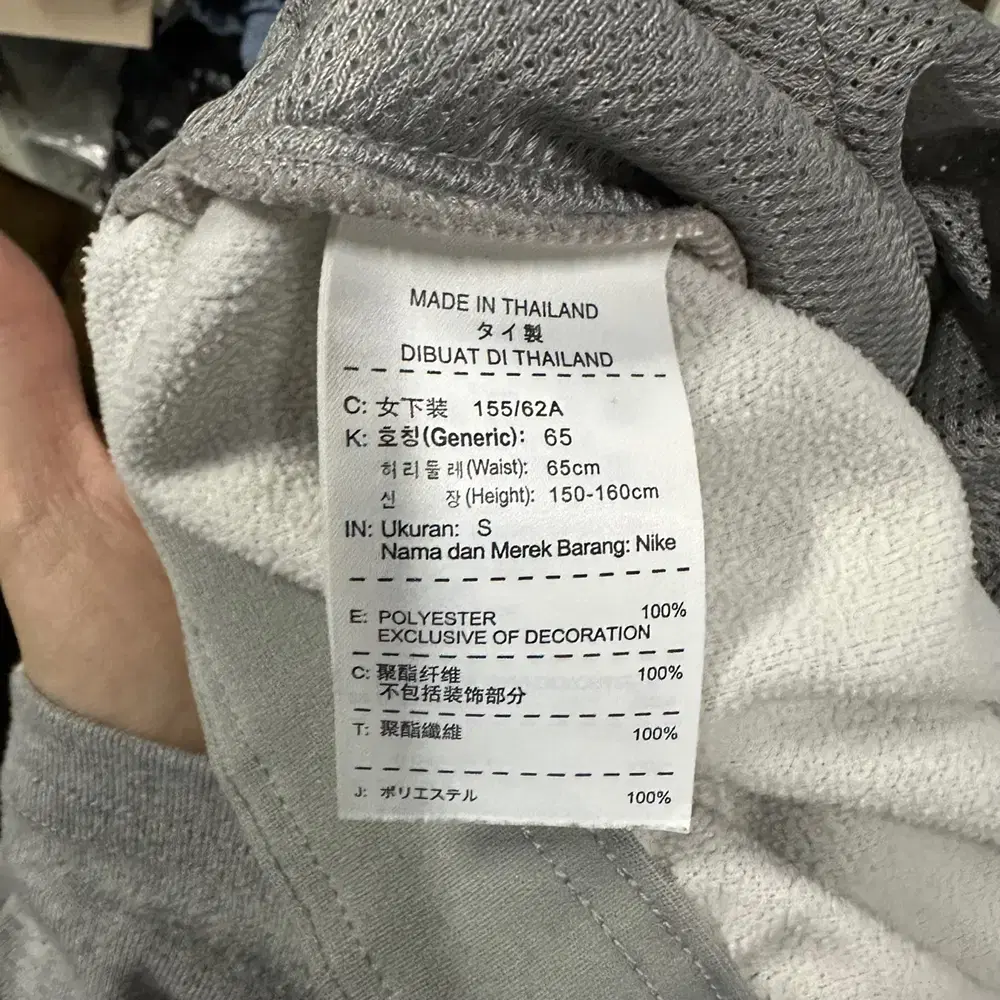 MADE IN THAILAND
タイ製
DIBUAT DI THAILAND
C: 女下装 155/62A
K: 호칭(Generic): 65
허리둘레(Waist): 65cm
신 장(Height): 150-160cm
IN: Ukuran: S
Nama dan Merek Barang: Nike
E: POLYESTER 100%
EXCLUSIVE OF DECORATION
C: 聚酯纤维 100%
不包括装饰部分
T: 聚酯纖維 100%
J: ポリエステル 100%